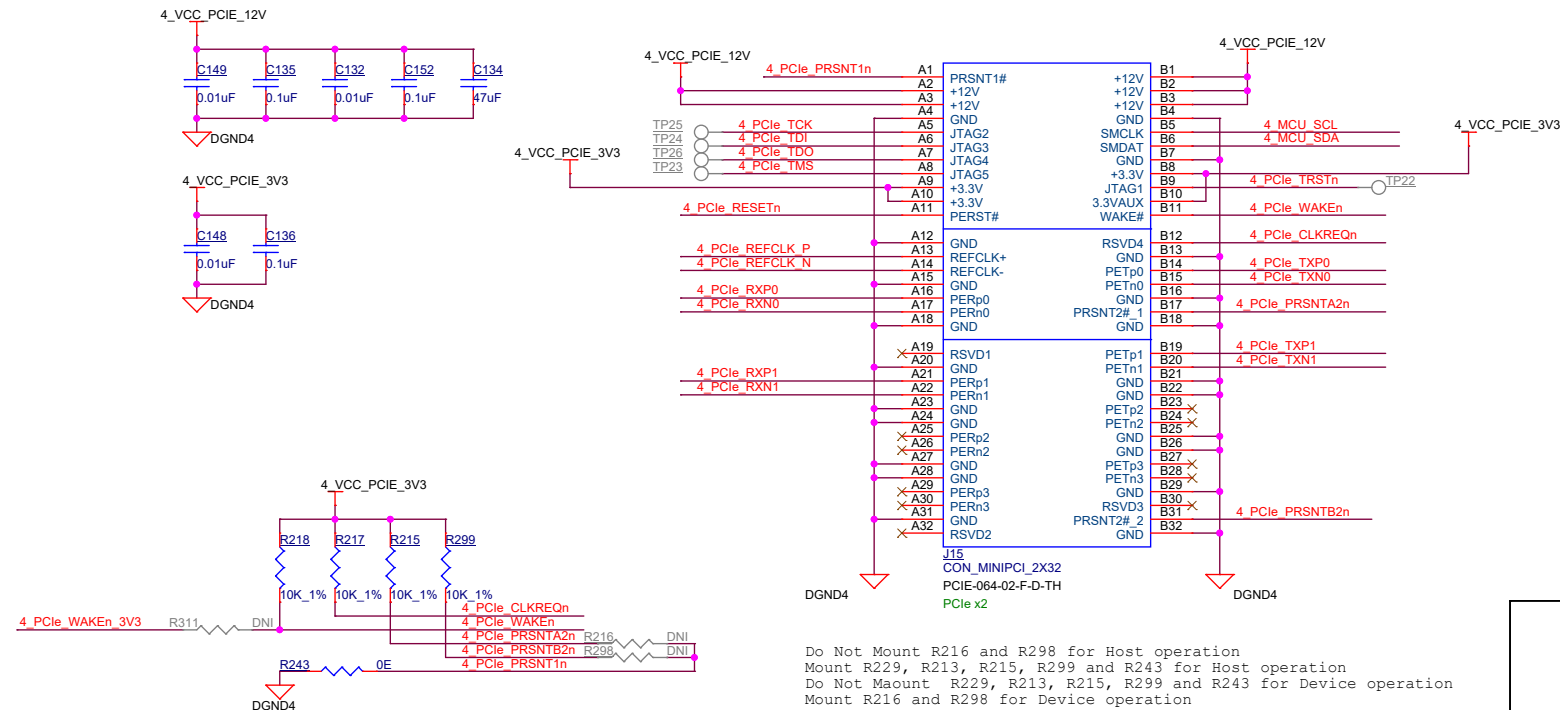 4_VCC_PCIE_12V
C149
C135
C132
C152
C134
0.01uF
0.1uF
0.01uF
0.1uF
47uF
DGND4
4_VCC_PCIE_3V3
C148
C136
0.01uF
0.1uF
DGND4
4_VCC_PCIE_12V
4_VCC_PCIE_12V
4_VCC_PCIE_3V3
4_VCC_PCIE_3V3
4_PCIe_PRSNT1n A1 PRSNT1# +12V B1
A2 +12V +12V B2
A3 +12V +12V B3
A4 GND GND B4
TP25 4_PCIe_TCK A5 JTAG2 SMCLK B5 4_MCU_SCL
TP24 4_PCIe_TDI A6 JTAG3 SMDAT B6 4_MCU_SDA
TP26 4_PCIe_TDO A7 JTAG4 GND B7
TP23 4_PCIe_TMS A8 JTAG5 +3.3V B8
A9 +3.3V JTAG1 B9 4_PCIe_TRSTn TP22
A10 +3.3V 3.3VAUX B10
4_PCIe_RESETn A11 PERST# WAKE# B11 4_PCIe_WAKEn
A12 GND RSVD4 B12 4_PCIe_CLKREQn
4_PCIe_REFCLK_P A13 REFCLK+ GND B13
4_PCIe_REFCLK_N A14 REFCLK- PETp0 B14 4_PCIe_TXP0
A15 GND PETn0 B15 4_PCIe_TXN0
4_PCIe_RXP0 A16 PERp0 GND B16
4_PCIe_RXN0 A17 PERn0 PRSNT2#_1 B17 4_PCIe_PRSNTA2n
A18 GND GND B18
A19 RSVD1 PETp1 B19 4_PCIe_TXP1
A20 GND PETn1 B20 4_PCIe_TXN1
4_PCIe_RXP1 A21 PERp1 GND B21
4_PCIe_RXN1 A22 PERn1 GND B22
A23 GND PETp2 B23
A24 GND PETn2 B24
A25 PERp2 GND B25
A26 PERn2 GND B26
A27 GND PETp3 B27
A28 GND PETn3 B28
A29 PERp3 GND B29
A30 PERn3 RSVD3 B30
A31 GND PRSNT2#_2 B31 4_PCIe_PRSNTB2n
A32 RSVD2 GND B32
J15
CON_MINIPCI_2X32
PCIE-064-02-F-D-TH
PCIe x2
DGND4
DGND4
4_VCC_PCIE_3V3
R218 R217 R215 R299
10K_1% 10K_1% 10K_1% 10K_1%
4_PCIe_CLKREQn
4_PCIe_WAKEn_3V3 R311 DNI 4_PCIe_WAKEn
4_PCIe_PRSNTA2n R216 DNI
4_PCIe_PRSNTB2n R298 DNI
R243 0E 4_PCIe_PRSNT1n
DGND4
Do Not Mount R216 and R298 for Host operation
Mount R229, R213, R215, R299 and R243 for Host operation
Do Not Maount R229, R213, R215, R299 and R243 for Device operation
Mount R216 and R298 for Device operation